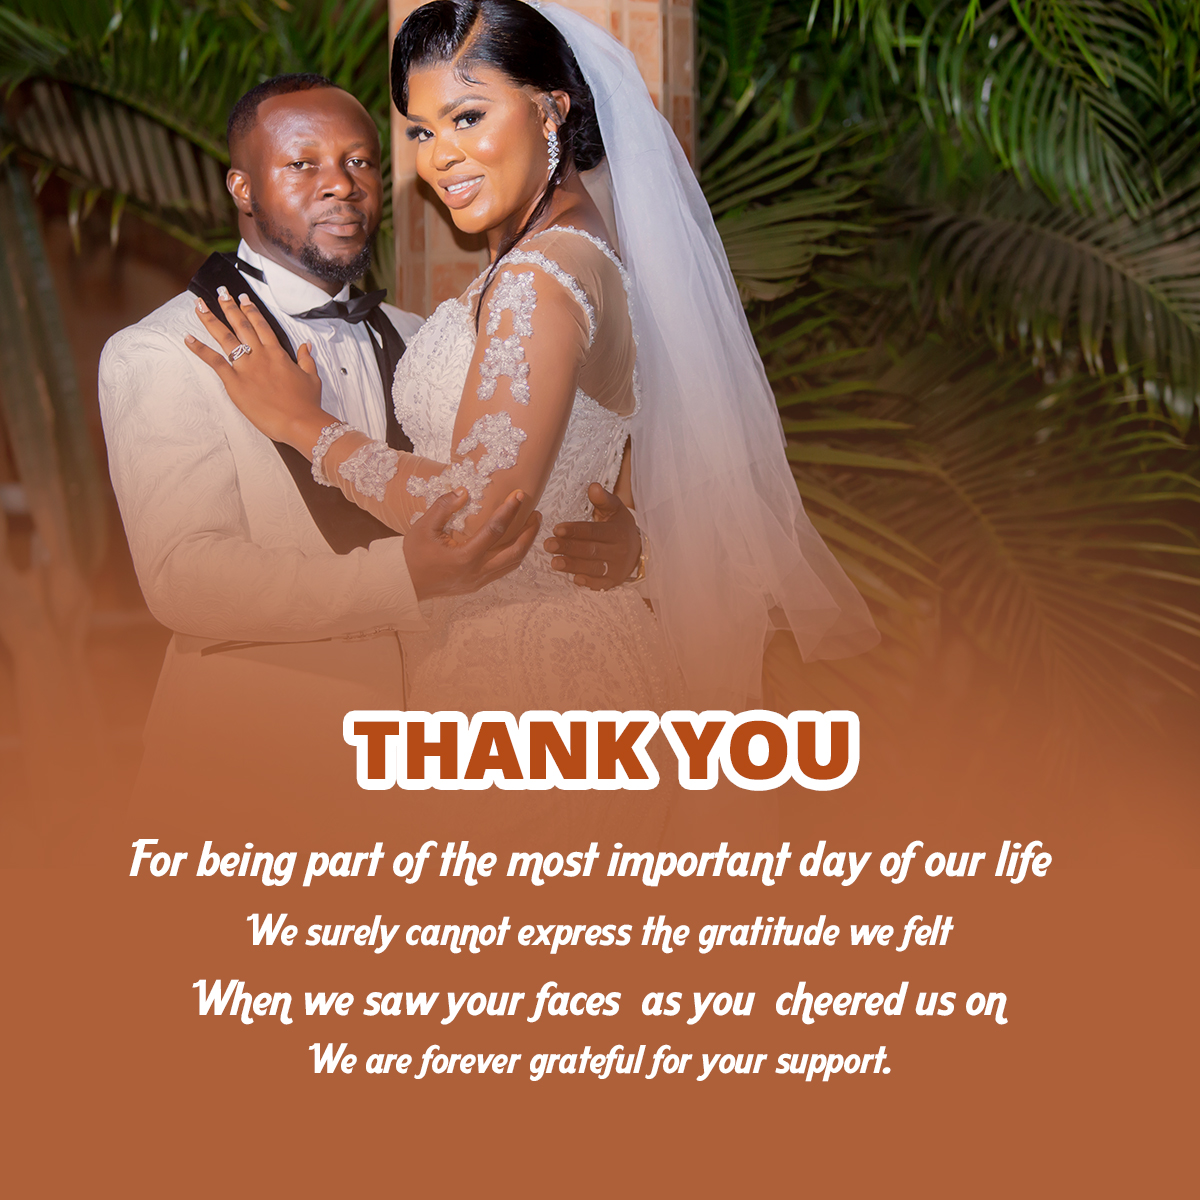 THANK YOU
For being part of the most important day of our life
We surely cannot express the gratitude we felt
When we saw your faces as you cheered us on
We are forever grateful for your support.